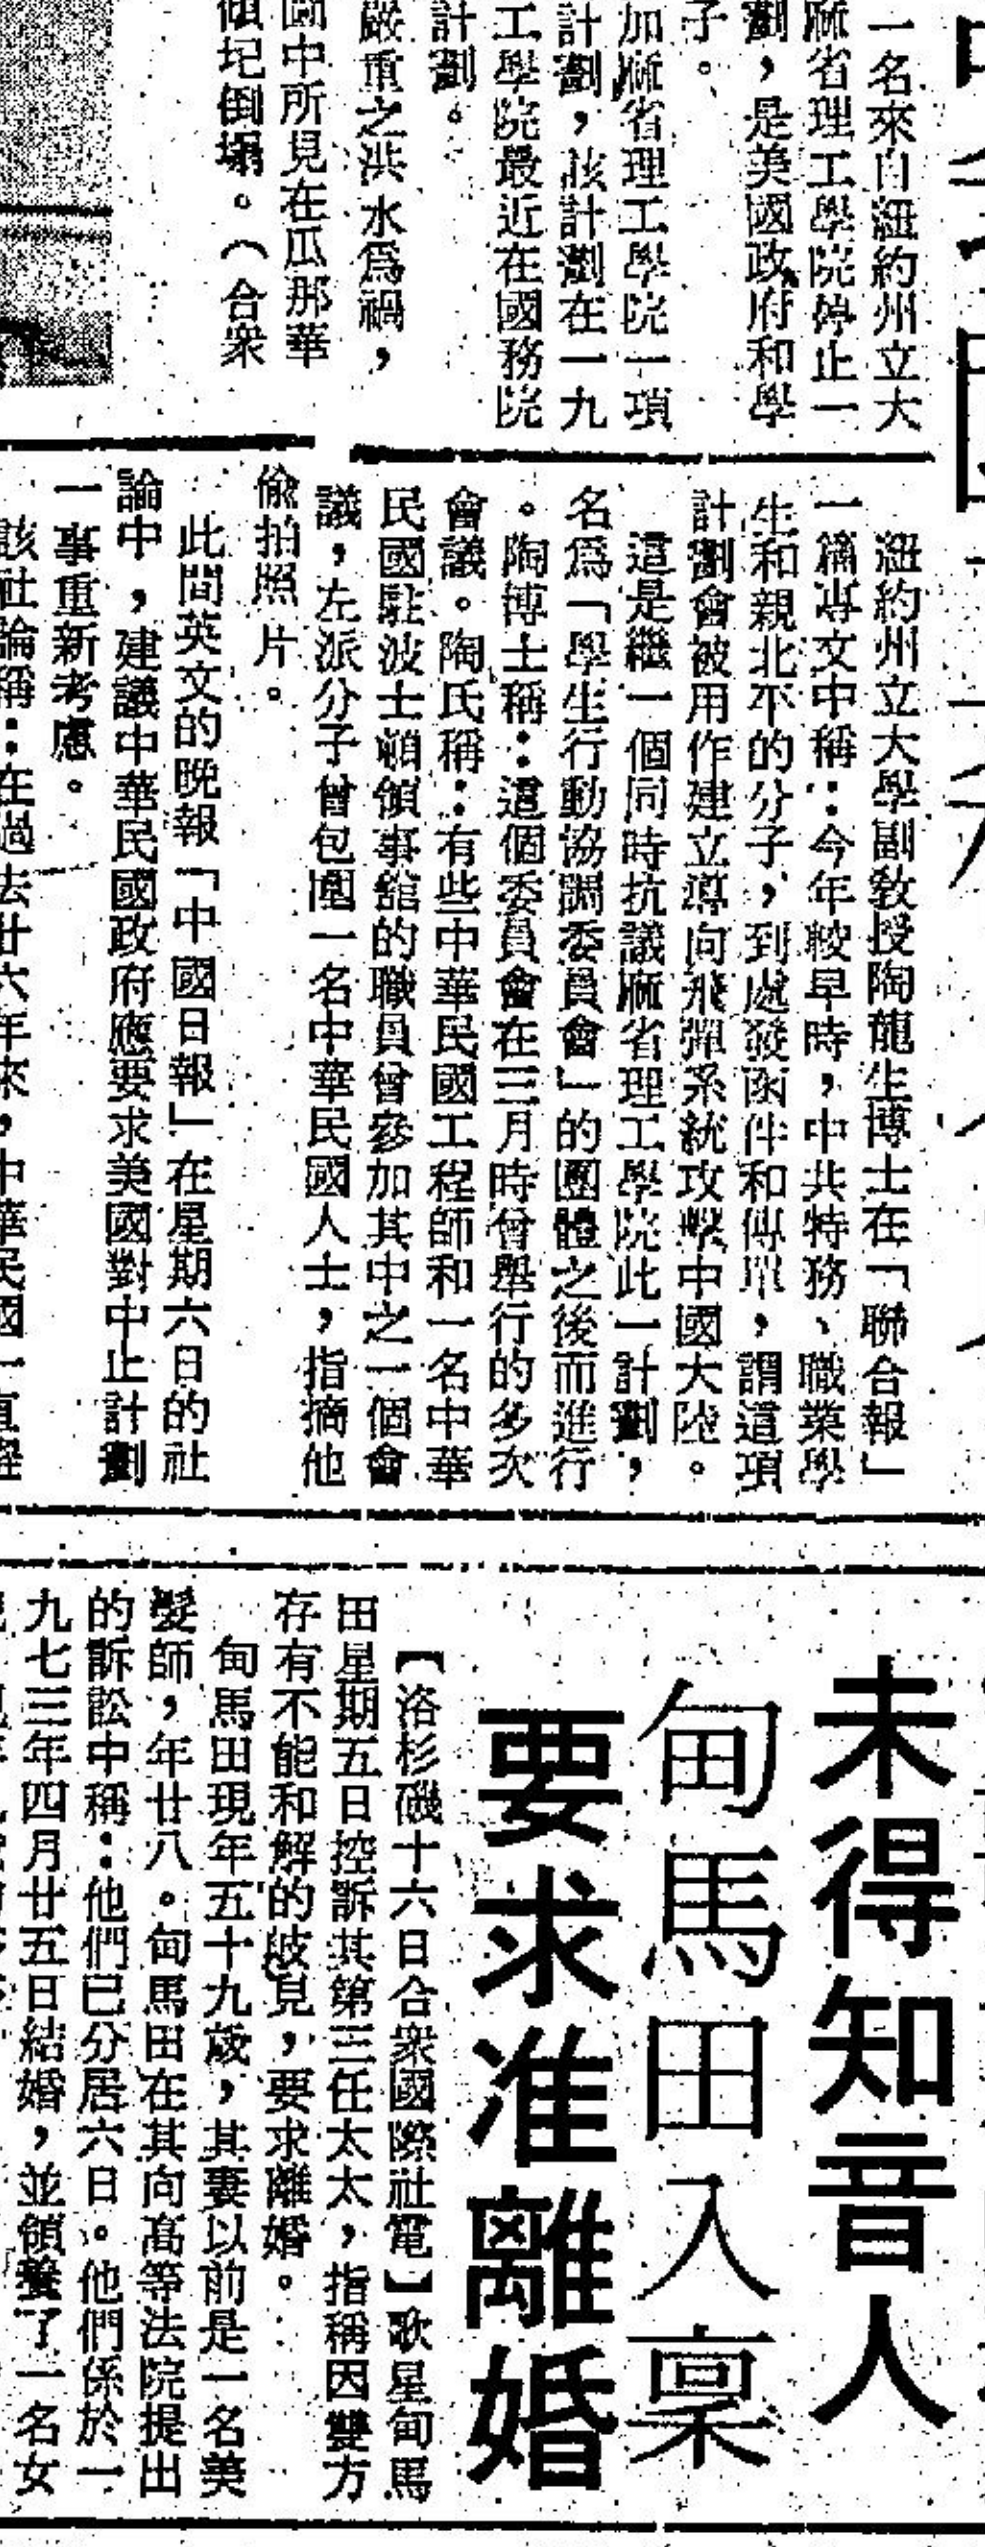 一名來自紐約州立大
麻省理工學院停止一
劃，是美國政府和學
子。
加麻省理工學院一項
計劃，該計劃在一九
工學院最近在國務院
計劃。
嚴重之洪水為禍，
圖中所見在瓜那華
傾圮倒塌。（合衆
紐約州立大學副教授陶龍生博士在「聯合報」
一篇專文中稱：今年較早時，中共特務、職業學
生和親北平的分子，到處發函件和傳單，謂這項
計劃會被用作建立導向飛彈系統攻擊中國大陸。
這是繼一個同時抗議麻省理工學院此一計劃，
名為「學生行動協調委員會」的團體之後而進行
。陶博士稱：這個委員會在三月時曾舉行的多次
會議。陶氏稱：有些中華民國工程師和一名中華
民國駐波士頓領事館的職員曾參加其中之一個會
議，左派分子曾包圍一名中華民國人士，指摘他
偷拍照片。
此間英文的晚報「中國日報」在星期六日的社
論中，建議中華民國政府應要求美國對中止計劃
一事重新考慮。
該社論稱：在過去廿六年來，中華民國一直
未得知音人
甸馬田入稟
要求准離婚
【洛杉磯十六日合衆國際社電】歌星甸馬
田星期五日控訴其第三任太太，指稱因雙方
存有不能和解的歧見，要求離婚。
甸馬田現年五十九歲，其妻以前是一名美
髮師，年廿八。甸馬田在其向高等法院提出
的訴訟中稱：他們已分居六日。他們係於一
九七三年四月廿五日結婚，並領養了一名女